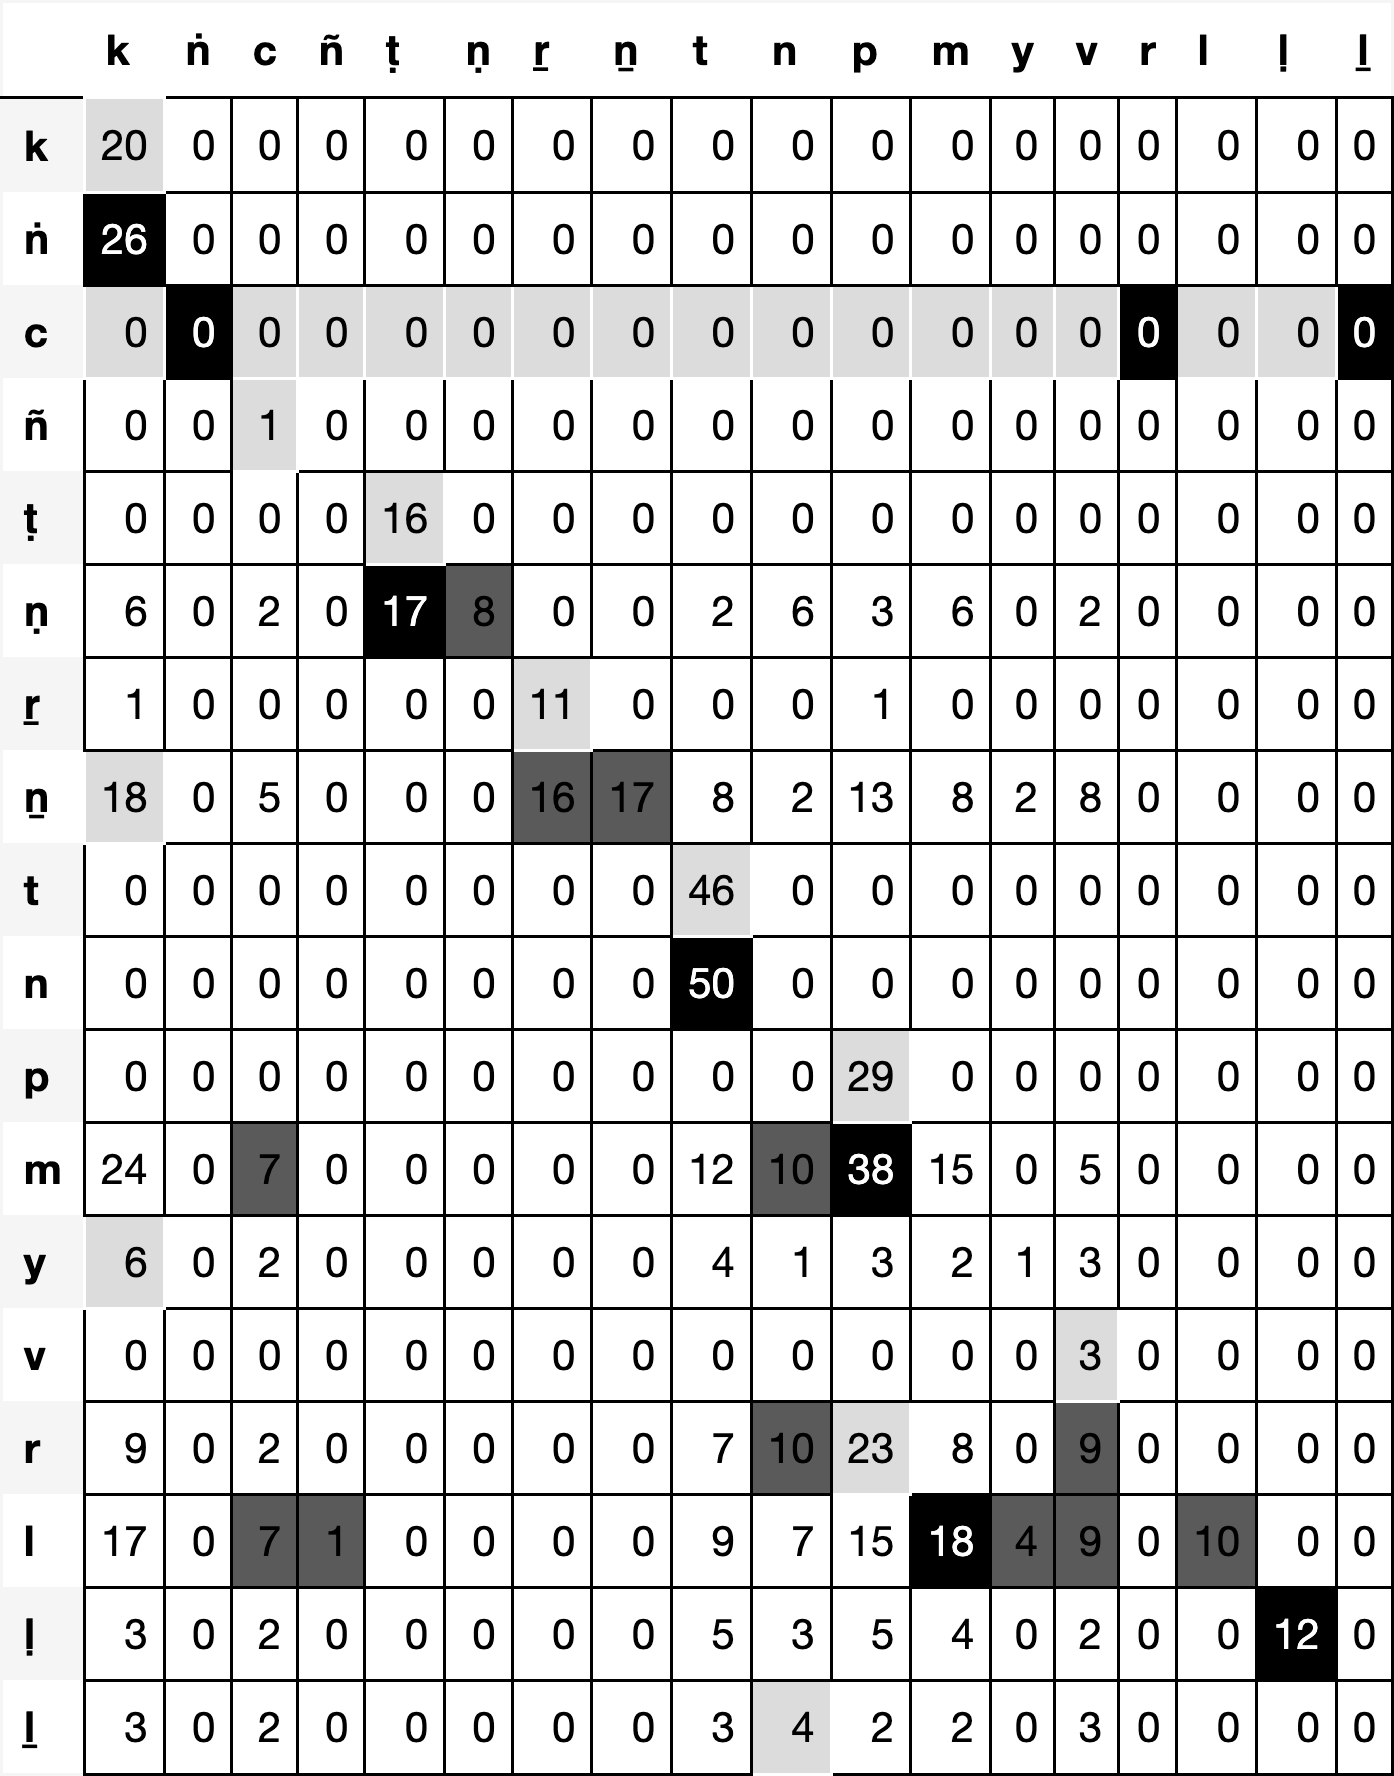 k ṅ c ñ ṭ ṇ ṟ ṉ t n p m y v r l ḷ ḻ
k 20 0 0 0 0 0 0 0 0 0 0 0 0 0 0 0 0 0
ṅ 26 0 0 0 0 0 0 0 0 0 0 0 0 0 0 0 0 0
c 0 0 0 0 0 0 0 0 0 0 0 0 0 0 0 0 0 0
ñ 0 0 1 0 0 0 0 0 0 0 0 0 0 0 0 0 0 0
ṭ 0 0 0 0 16 0 0 0 0 0 0 0 0 0 0 0 0 0
ṇ 6 0 2 0 17 8 0 0 2 6 3 6 0 2 0 0 0 0
ṟ 1 0 0 0 0 0 11 0 0 0 1 0 0 0 0 0 0 0
ṉ 18 0 5 0 0 0 16 17 8 2 13 8 2 8 0 0 0 0
t 0 0 0 0 0 0 0 0 46 0 0 0 0 0 0 0 0 0
n 0 0 0 0 0 0 0 0 50 0 0 0 0 0 0 0 0 0
p 0 0 0 0 0 0 0 0 0 0 29 0 0 0 0 0 0 0
m 24 0 7 0 0 0 0 0 12 10 38 15 0 5 0 0 0 0
y 6 0 2 0 0 0 0 0 4 1 3 2 1 3 0 0 0 0
v 0 0 0 0 0 0 0 0 0 0 0 0 0 3 0 0 0 0
r 9 0 2 0 0 0 0 0 7 10 23 8 0 9 0 0 0 0
l 17 0 7 1 0 0 0 0 9 7 15 18 4 9 0 10 0 0
ḷ 3 0 2 0 0 0 0 0 5 3 5 4 0 2 0 0 12 0
ḻ 3 0 2 0 0 0 0 0 3 4 2 2 0 3 0 0 0 0